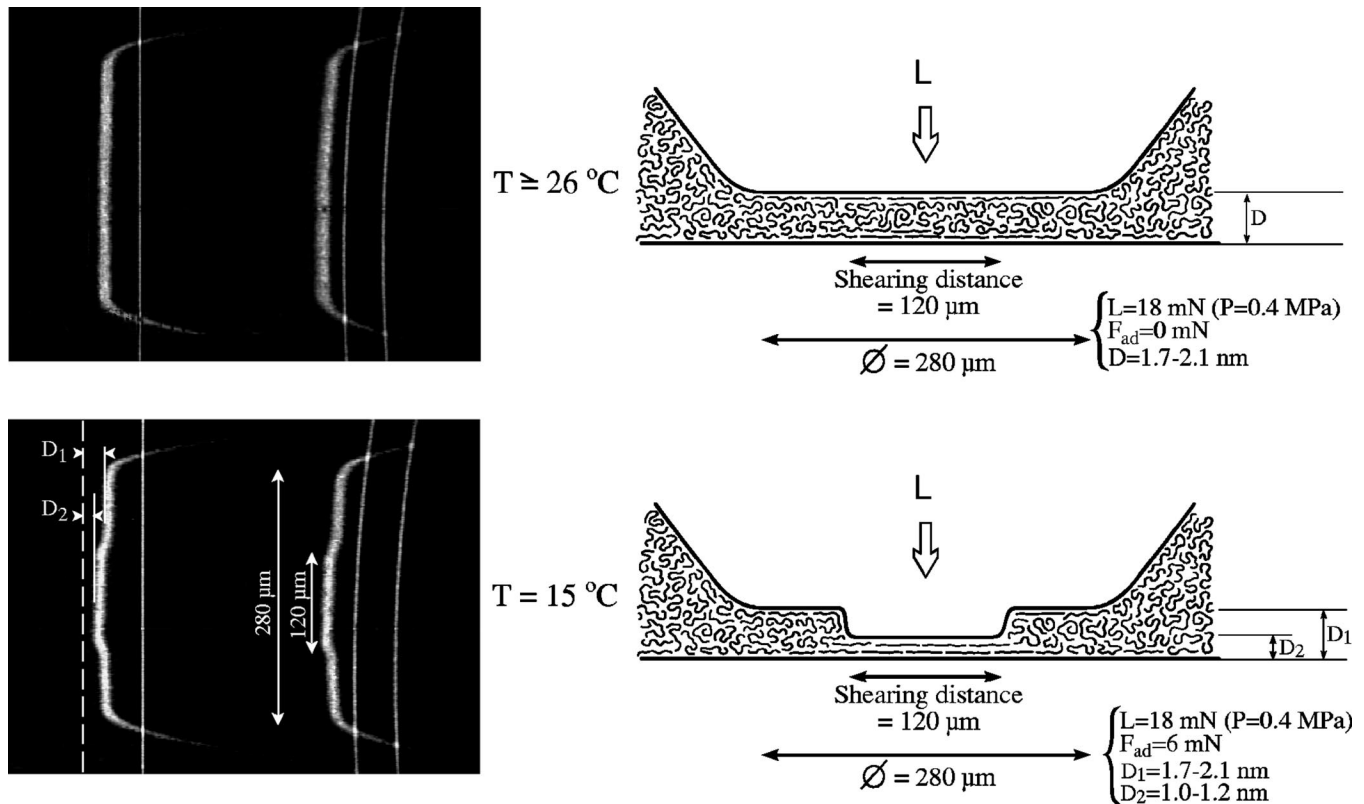 L
T ≧ 26 °C
D
Shearing distance
= 120 μm
L=18 mN (P=0.4 MPa)
F_ad=0 mN
D=1.7-2.1 nm
Ø = 280 μm
D1
D2
280 μm
120 μm
L
T = 15 °C
D1
D2
Shearing distance
= 120 μm
L=18 mN (P=0.4 MPa)
F_ad=6 mN
D1=1.7-2.1 nm
D2=1.0-1.2 nm
Ø = 280 μm